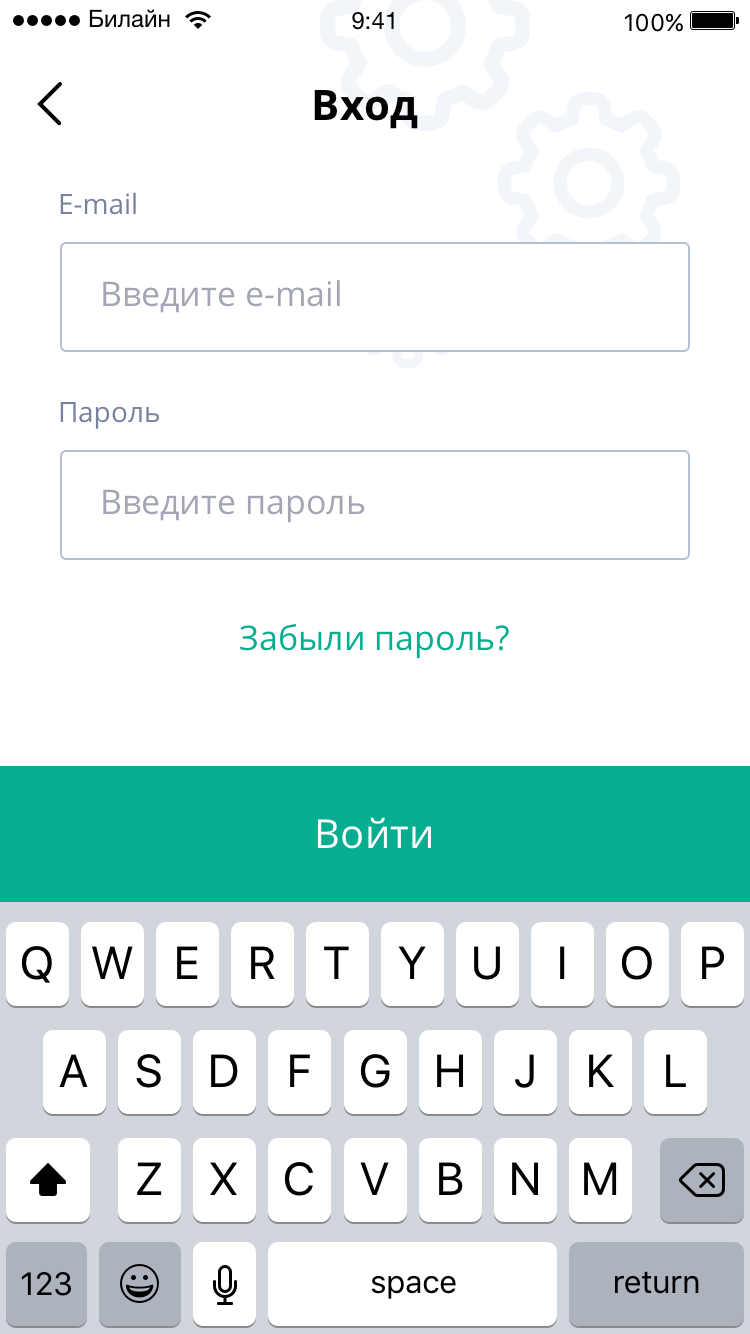 Билайн 9:41 100%
Вход
E-mail
Введите e-mail
Пароль
Введите пароль
Забыли пароль?
Войти
Q W E R T Y U I O P
A S D F G H J K L
Z X C V B N M
123 space return